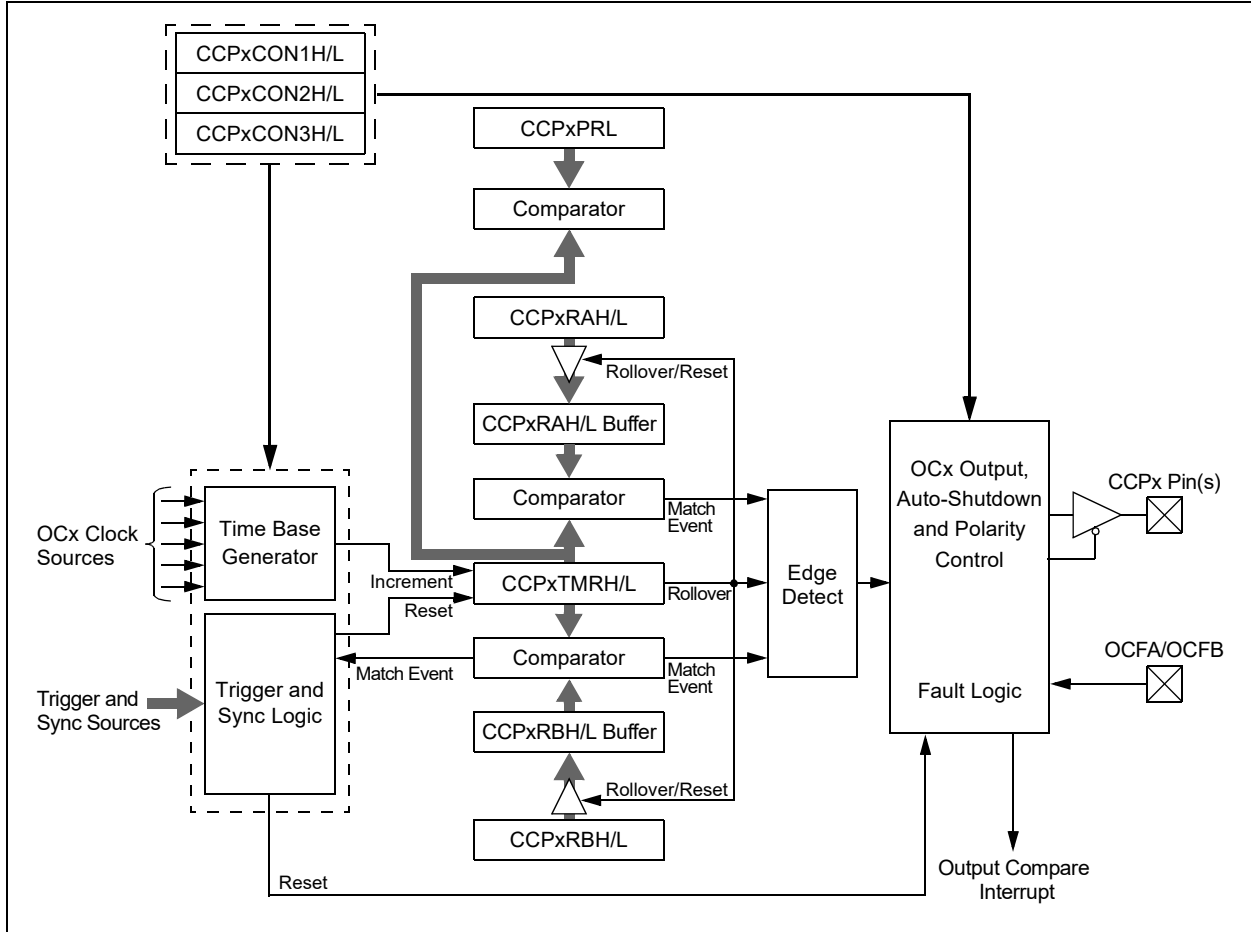 CCPxCON1H/L
CCPxCON2H/L
CCPxCON3H/L
CCPxPRL
Comparator
CCPxRAH/L
Rollover/Reset
CCPxRAH/L Buffer
Comparator
Match
Event
OCx Clock
Sources
Time Base
Generator
Increment
Reset
CCPxTMRH/L
Rollover
Edge
Detect
OCx Output,
Auto-Shutdown
and Polarity
Control
CCPx Pin(s)
Trigger and
Sync Sources
Trigger and
Sync Logic
Match Event
Comparator
Match
Event
CCPxRBH/L Buffer
Rollover/Reset
CCPxRBH/L
Fault Logic
OCFA/OCFB
Reset
Output Compare
Interrupt